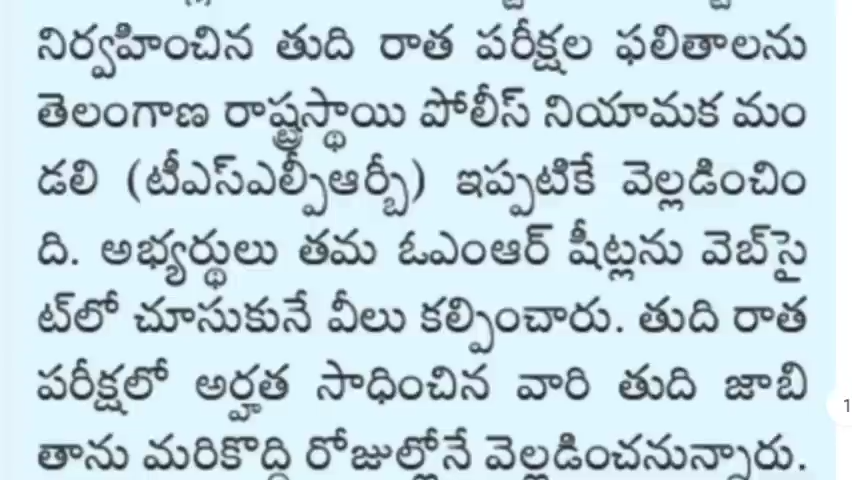 నిర్వహించిన తుది రాత పరీక్షల ఫలితాలను
తెలంగాణ రాష్ట్రస్థాయి పోలీస్ నియామక మం
డలి (టీఎస్ఎల్పీఆర్బీ) ఇప్పటికే వెల్లడించిం
ది. అభ్యర్థులు తమ ఓఎంఆర్ షీట్లను వెబ్‌సై
ట్‌లో చూసుకునే వీలు కల్పించారు. తుది రాత
పరీక్షలో అర్హత సాధించిన వారి తుది జాబి
తాను మరికొద్ది రోజుల్లోనే వెల్లడించనున్నారు.
1